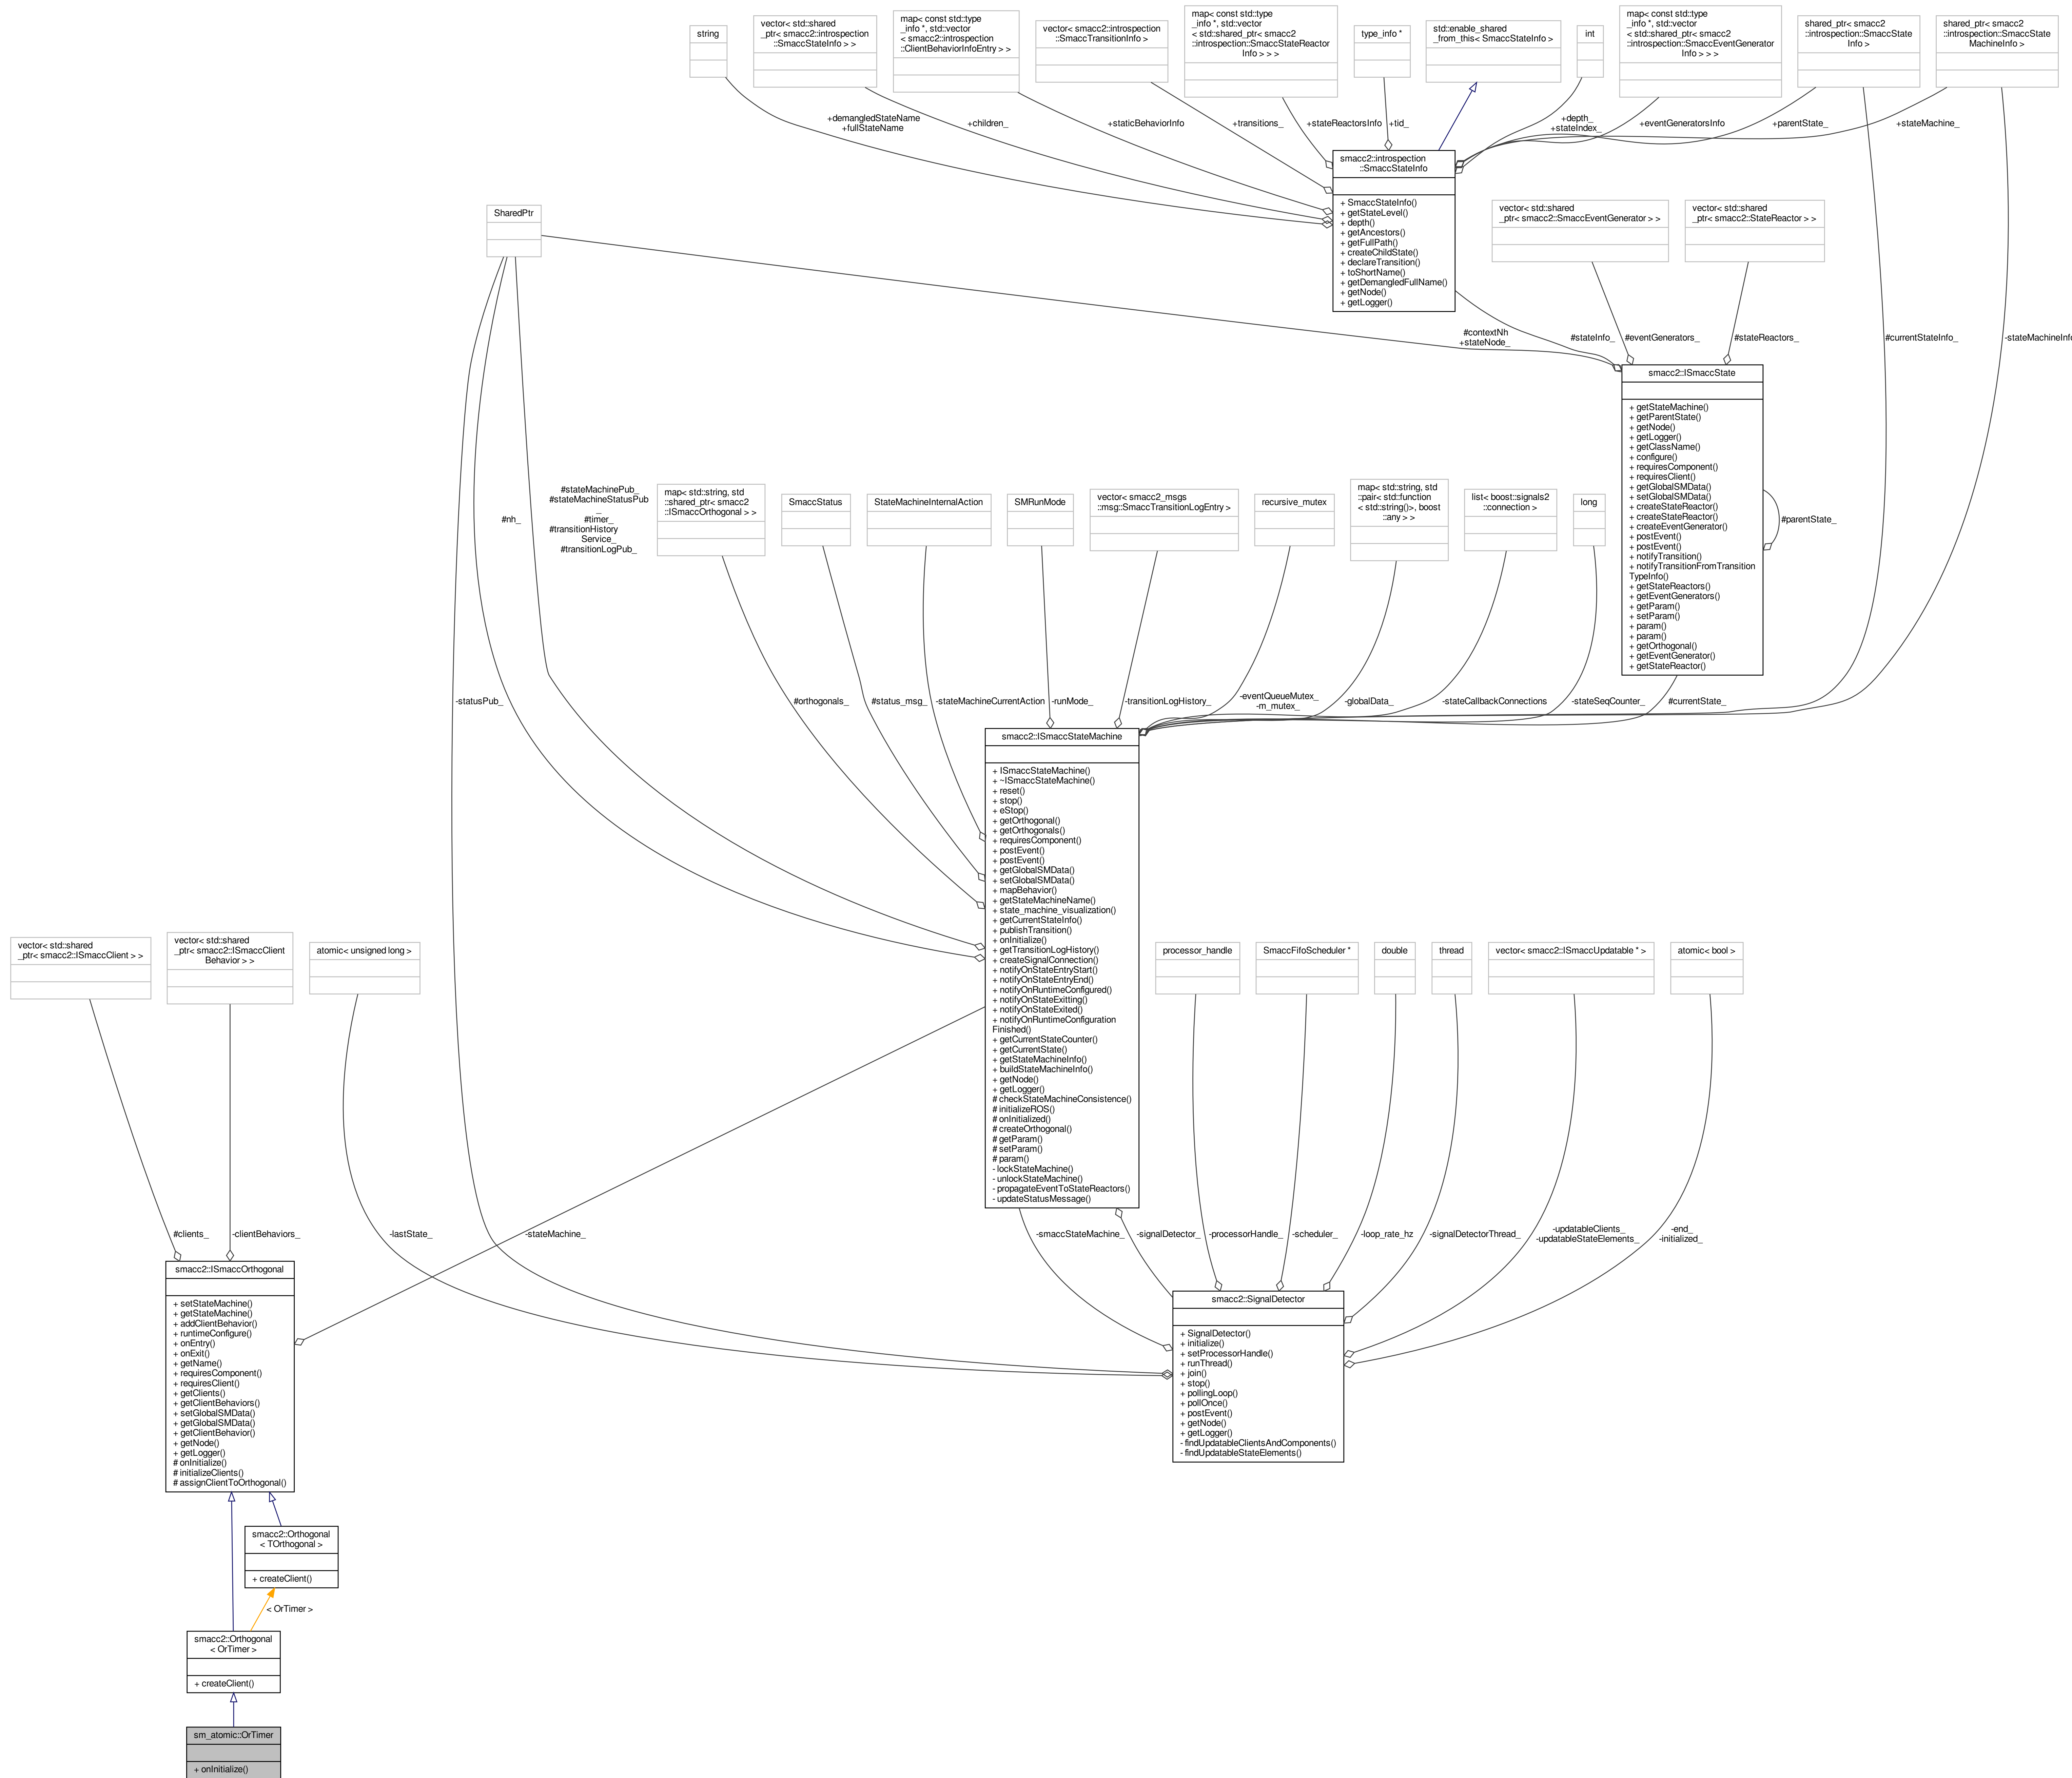 string
vector< std::shared
_ptr< smacc2::introspection
::SmaccStateInfo > >
map< const std::type
_info *, std::vector
< smacc2::introspection
::ClientBehaviorInfoEntry > >
vector< smacc2::introspection
::SmaccTransitionInfo >
map< const std::type
_info *, std::vector
< std::shared_ptr< smacc2
::introspection::SmaccStateReactor
Info > > >
type_info *
std::enable_shared
_from_this< SmaccStateInfo >
int
map< const std::type
_info *, std::vector
< std::shared_ptr< smacc2
::introspection::SmaccEventGenerator
Info > > >
shared_ptr< smacc2
::introspection::SmaccState
Info >
shared_ptr< smacc2
::introspection::SmaccState
MachineInfo >
+demangledStateName
+fullStateName
+children_
+staticBehaviorInfo
+transitions_
+stateReactorsInfo
+tid_
+depth_
+stateIndex_
+eventGeneratorsInfo
+parentState_
+stateMachine_
smacc2::introspection
::SmaccStateInfo
+ SmaccStateInfo()
+ getStateLevel()
+ depth()
+ getAncestors()
+ getFullPath()
+ createChildState()
+ declareTransition()
+ toShortName()
+ getDemangledFullName()
+ getNode()
+ getLogger()
SharedPtr
vector< std::shared
_ptr< smacc2::SmaccEventGenerator > >
vector< std::shared
_ptr< smacc2::StateReactor > >
#contextNh
+stateNode_
#stateInfo_
#eventGenerators_
#stateReactors_
#currentStateInfo_
-stateMachineInfo
smacc2::ISmaccState
+ getStateMachine()
+ getParentState()
+ getNode()
+ getLogger()
+ getClassName()
+ configure()
+ requiresComponent()
+ requiresClient()
+ getGlobalSMData()
+ setGlobalSMData()
+ createStateReactor()
+ createStateReactor()
+ createEventGenerator()
+ postEvent()
+ postEvent()
+ notifyTransition()
+ notifyTransitionFromTransition
TypeInfo()
+ getStateReactors()
+ getEventGenerators()
+ getParam()
+ setParam()
+ param()
+ param()
+ getOrthogonal()
+ getEventGenerator()
+ getStateReactor()
#parentState_
#nh_
#stateMachinePub_
#stateMachineStatusPub
_
#timer_
#transitionHistory
Service_
#transitionLogPub_
map< std::string, std
::shared_ptr< smacc2
::ISmaccOrthogonal > >
SmaccStatus
StateMachineInternalAction
SMRunMode
vector< smacc2_msgs
::msg::SmaccTransitionLogEntry >
recursive_mutex
map< std::string, std
::pair< std::function
< std::string()>, boost
::any > >
list< boost::signals2
::connection >
long
-statusPub_
#orthogonals_
#status_msg_
-stateMachineCurrentAction
-runMode_
-transitionLogHistory_
-eventQueueMutex_
-m_mutex_
-globalData_
-stateCallbackConnections
-stateSeqCounter_
#currentState_
smacc2::ISmaccStateMachine
+ ISmaccStateMachine()
+ ~ISmaccStateMachine()
+ reset()
+ stop()
+ eStop()
+ getOrthogonal()
+ getOrthogonals()
+ requiresComponent()
+ postEvent()
+ postEvent()
+ getGlobalSMData()
+ setGlobalSMData()
+ mapBehavior()
+ getStateMachineName()
+ state_machine_visualization()
+ getCurrentStateInfo()
+ publishTransition()
+ onInitialize()
+ getTransitionLogHistory()
+ createSignalConnection()
+ notifyOnStateEntryStart()
+ notifyOnStateEntryEnd()
+ notifyOnRuntimeConfigured()
+ notifyOnStateExitting()
+ notifyOnStateExited()
+ notifyOnRuntimeConfiguration
Finished()
+ getCurrentStateCounter()
+ getCurrentState()
+ getStateMachineInfo()
+ buildStateMachineInfo()
+ getNode()
+ getLogger()
# checkStateMachineConsistence()
# initializeROS()
# onInitialized()
# createOrthogonal()
# getParam()
# setParam()
# param()
- lockStateMachine()
- unlockStateMachine()
- propagateEventToStateReactors()
- updateStatusMessage()
vector< std::shared
_ptr< smacc2::ISmaccClient > >
vector< std::shared
_ptr< smacc2::ISmaccClient
Behavior > >
atomic< unsigned long >
processor_handle
SmaccFifoScheduler *
double
thread
vector< smacc2::ISmaccUpdatable * >
atomic< bool >
#clients_
-clientBehaviors_
-lastState_
-stateMachine_
-smaccStateMachine_
-signalDetector_
-processorHandle_
-scheduler_
-loop_rate_hz
-signalDetectorThread_
-updatableClients_
-updatableStateElements_
-end_
-initialized_
smacc2::ISmaccOrthogonal
+ setStateMachine()
+ getStateMachine()
+ addClientBehavior()
+ runtimeConfigure()
+ onEntry()
+ onExit()
+ getName()
+ requiresComponent()
+ requiresClient()
+ getClients()
+ getClientBehaviors()
+ setGlobalSMData()
+ getGlobalSMData()
+ getClientBehavior()
+ getNode()
+ getLogger()
# onInitialize()
# initializeClients()
# assignClientToOrthogonal()
smacc2::SignalDetector
+ SignalDetector()
+ initialize()
+ setProcessorHandle()
+ runThread()
+ join()
+ stop()
+ pollingLoop()
+ pollOnce()
+ postEvent()
+ getNode()
+ getLogger()
- findUpdatableClientsAndComponents()
- findUpdatableStateElements()
smacc2::Orthogonal
< TOrthogonal >
+ createClient()
< OrTimer >
smacc2::Orthogonal
< OrTimer >
+ createClient()
sm_atomic::OrTimer
+ onInitialize()